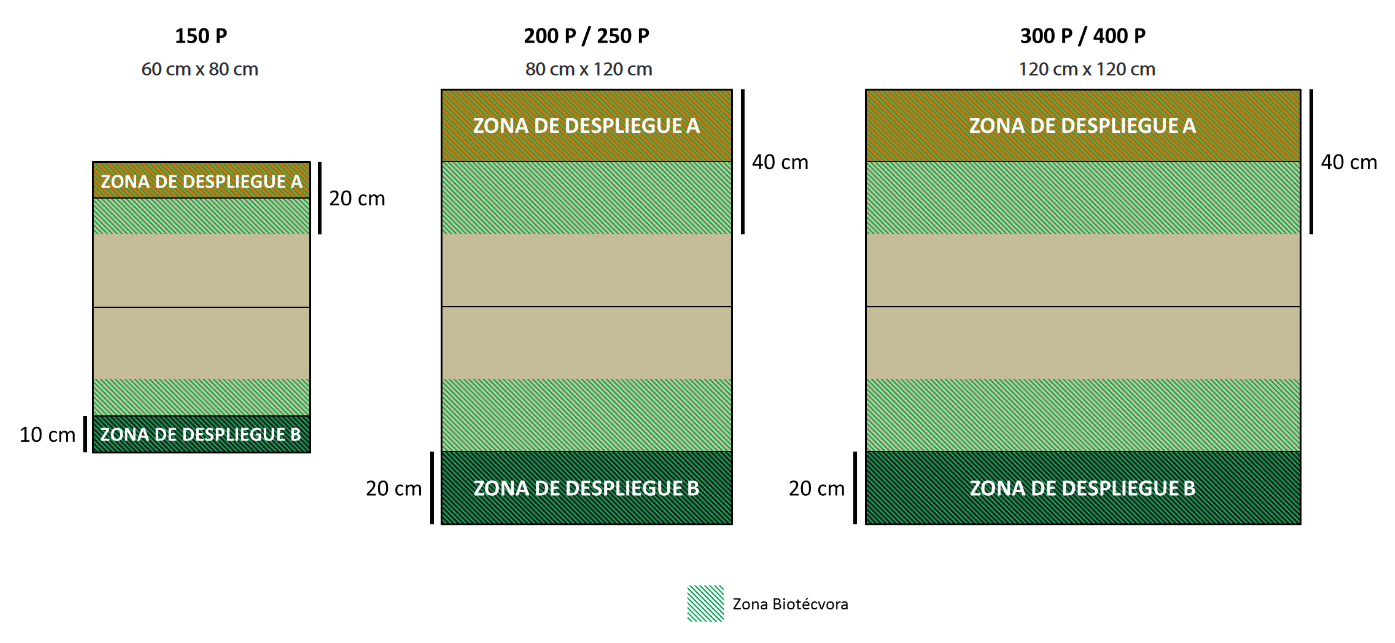 150 P
60 cm x 80 cm
ZONA DE DESPLIEGUE A
20 cm
10 cm
ZONA DE DESPLIEGUE B
200 P / 250 P
80 cm x 120 cm
ZONA DE DESPLIEGUE A
40 cm
20 cm
ZONA DE DESPLIEGUE B
300 P / 400 P
120 cm x 120 cm
ZONA DE DESPLIEGUE A
40 cm
20 cm
ZONA DE DESPLIEGUE B
Zona Biotécvora